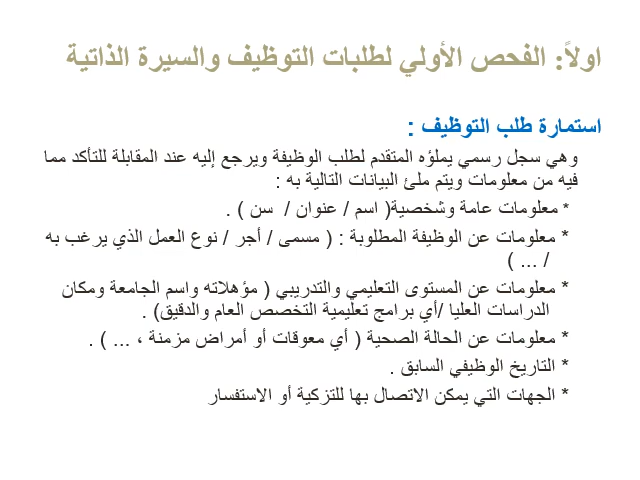 اولاً: الفحص الأولي لطلبات التوظيف والسيرة الذاتية
استمارة طلب التوظيف :
وهي سجل رسمي يملؤه المتقدم لطلب الوظيفة ويرجع إليه عند المقابلة للتأكد مما
فيه من معلومات ويتم ملئ البيانات التالية به :
* معلومات عامة وشخصية( اسم / عنوان / سن ) .
* معلومات عن الوظيفة المطلوبة : ( مسمى / أجر / نوع العمل الذي يرغب به
/ ... )
* معلومات عن المستوى التعليمي والتدريبي ( مؤهلاته واسم الجامعة ومكان
الدراسات العليا /أي برامج تعليمية التخصص العام والدقيق) .
* معلومات عن الحالة الصحية ( أي معوقات أو أمراض مزمنة ، ... ) .
* التاريخ الوظيفي السابق .
* الجهات التي يمكن الاتصال بها للتزكية أو الاستفسار